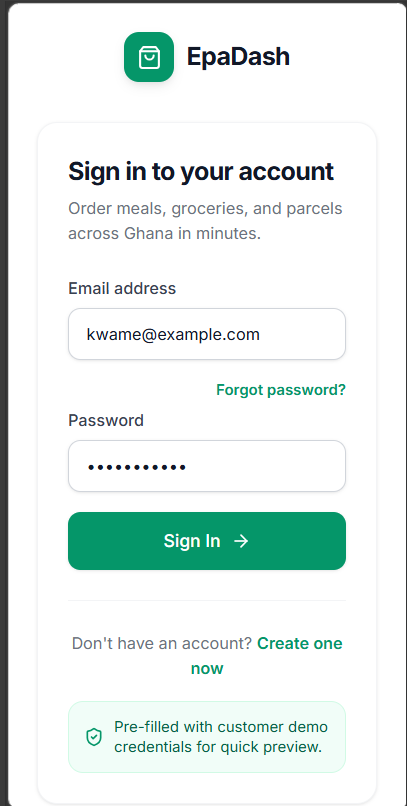 EpaDash
Sign in to your account
Order meals, groceries, and parcels
across Ghana in minutes.
Email address
kwame@example.com
Forgot password?
Password
•••••••••••
Sign In →
Don't have an account? Create one
now
Pre-filled with customer demo
credentials for quick preview.